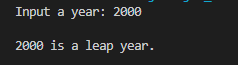 Input a year: 2000
2000 is a leap year.